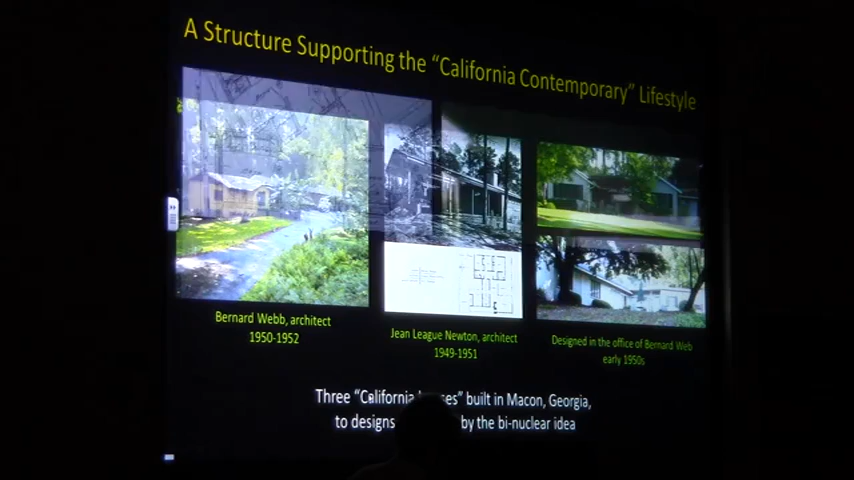 A Structure Supporting the “California Contemporary” Lifestyle
Bernard Webb, architect
1950-1952
Jean League Newton, architect
1949-1951
Designed in the office of Bernard Web
early 1950s
Three “California ses” built in Macon, Georgia,
to designs by the bi-nuclear idea